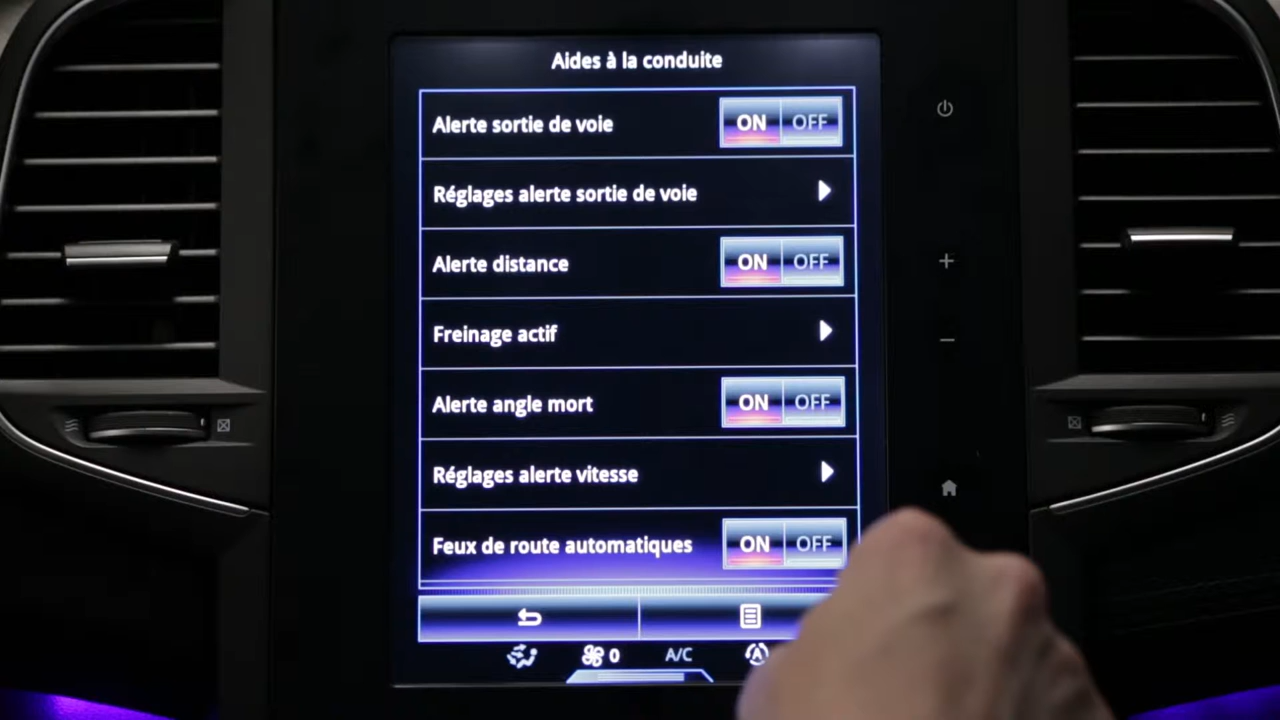 Aides à la conduite
Alerte sortie de voie ON OFF
Réglages alerte sortie de voie
Alerte distance ON OFF
Freinage actif
Alerte angle mort ON OFF
Réglages alerte vitesse
Feux de route automatiques ON OFF
0 A/C A